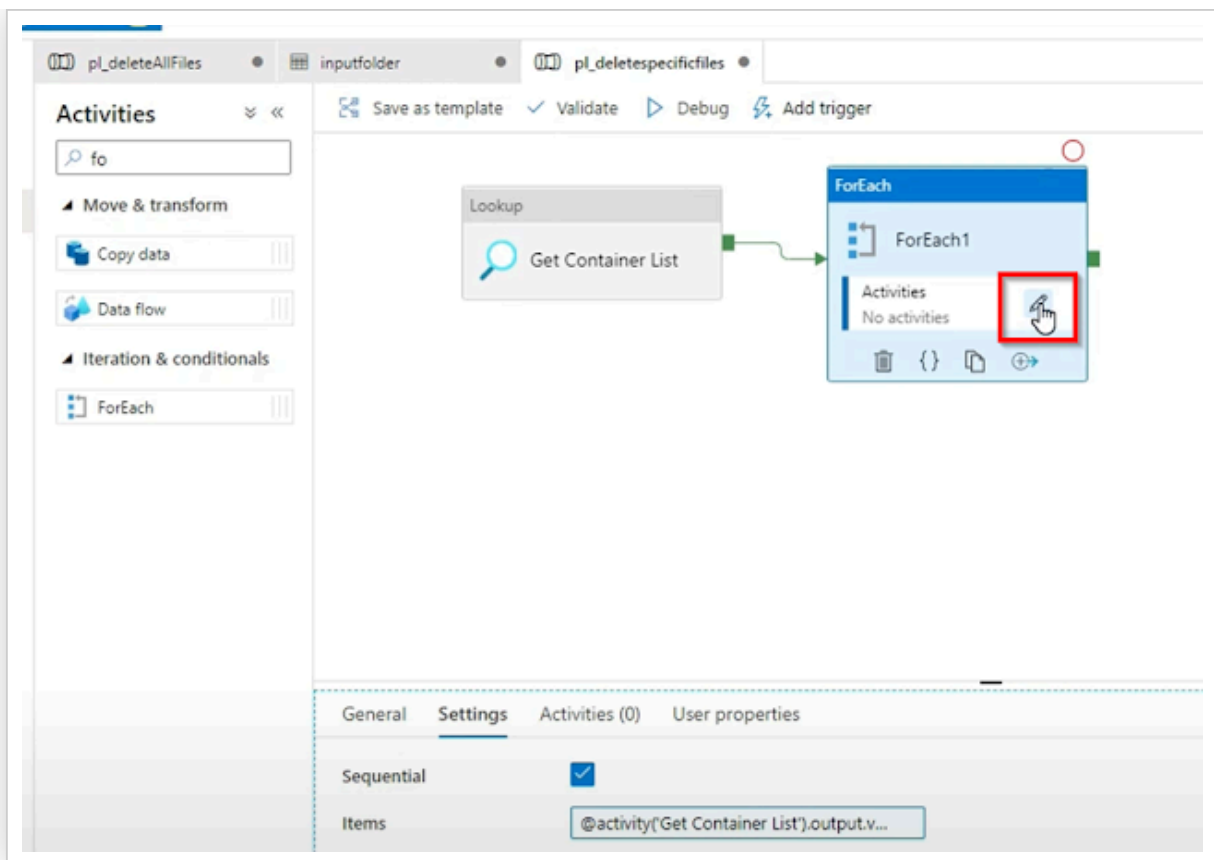 pl_deleteAllFiles
inputfolder
pl_deletespecificfiles
Activities
Save as template
Validate
Debug
Add trigger
fo
Move & transform
Copy data
Data flow
Iteration & conditionals
ForEach
Lookup
Get Container List
ForEach
ForEach1
Activities
No activities
{}
General
Settings
Activities (0)
User properties
Sequential
Items
@activity('Get Container List').output.v...